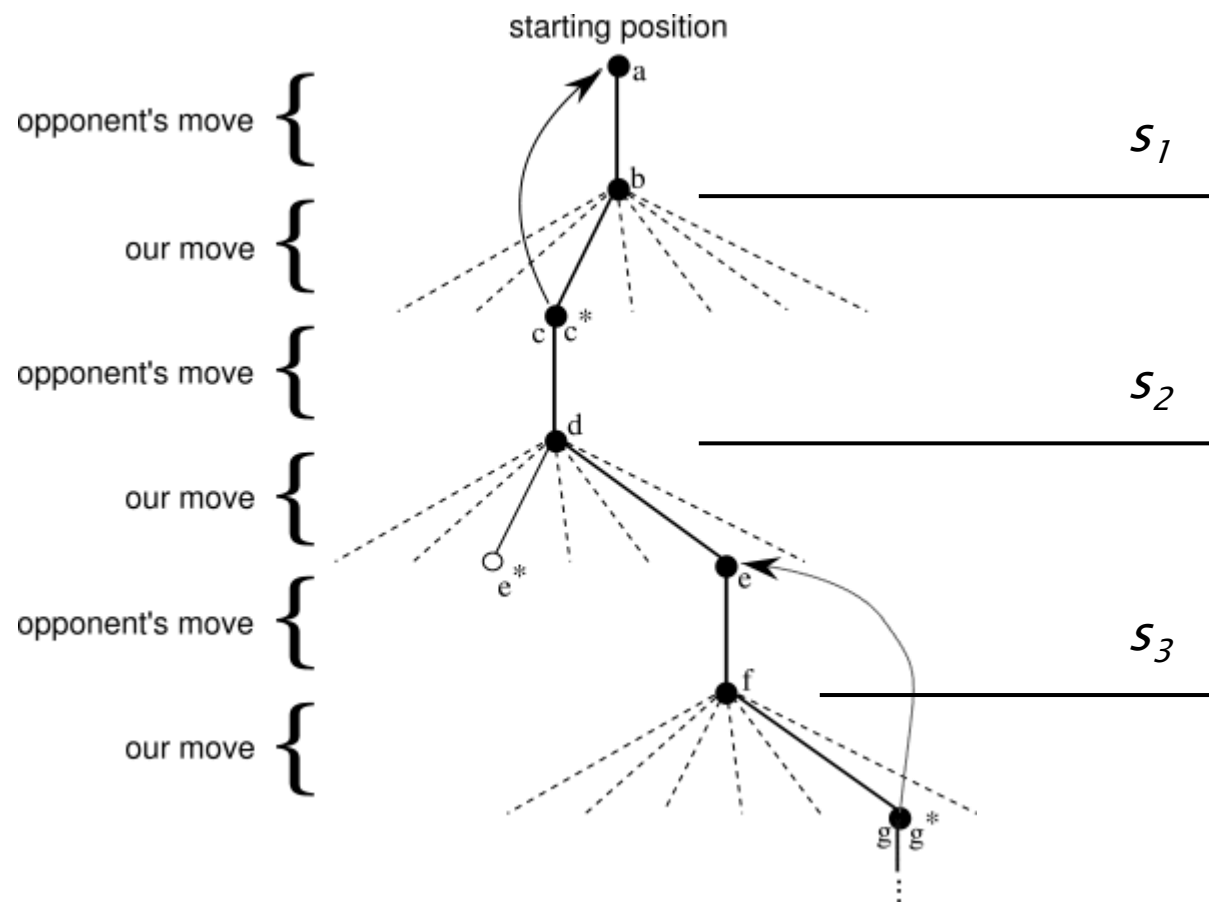 starting position
a
opponent's move {
s1
b
our move {
c c*
opponent's move {
s2
d
our move {
e*
e
opponent's move {
s3
f
our move {
g g*